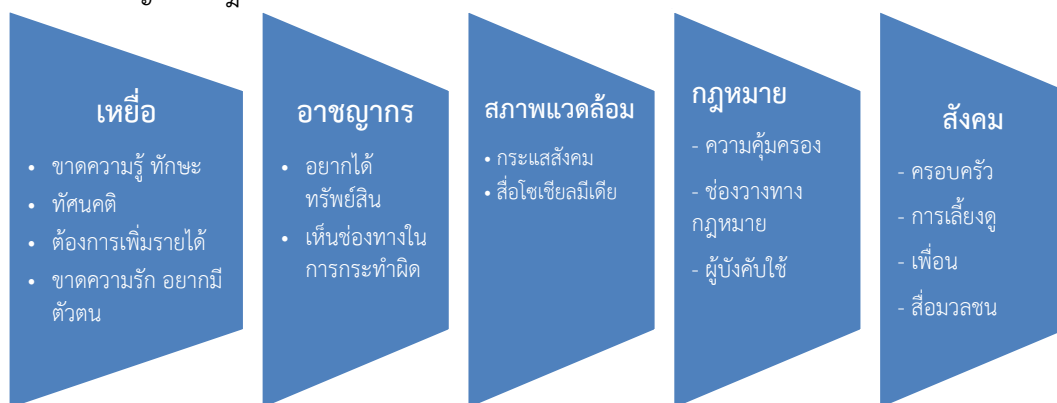 เหยื่อ
• ขาดความรู้ ทักษะ
• ทัศนคติ
• ต้องการเพิ่มรายได้
• ขาดความรัก อยากมี
ตัวตน
อาชญากร
• อยากได้
ทรัพย์สิน
• เห็นช่องทางใน
การกระทำผิด
สภาพแวดล้อม
• กระแสสังคม
• สื่อโซเชียลมีเดีย
กฎหมาย
- ความคุ้มครอง
- ช่องวางทาง
กฎหมาย
- ผู้บังคับใช้
สังคม
- ครอบครัว
- การเลี้ยงดู
- เพื่อน
- สื่อมวลชน